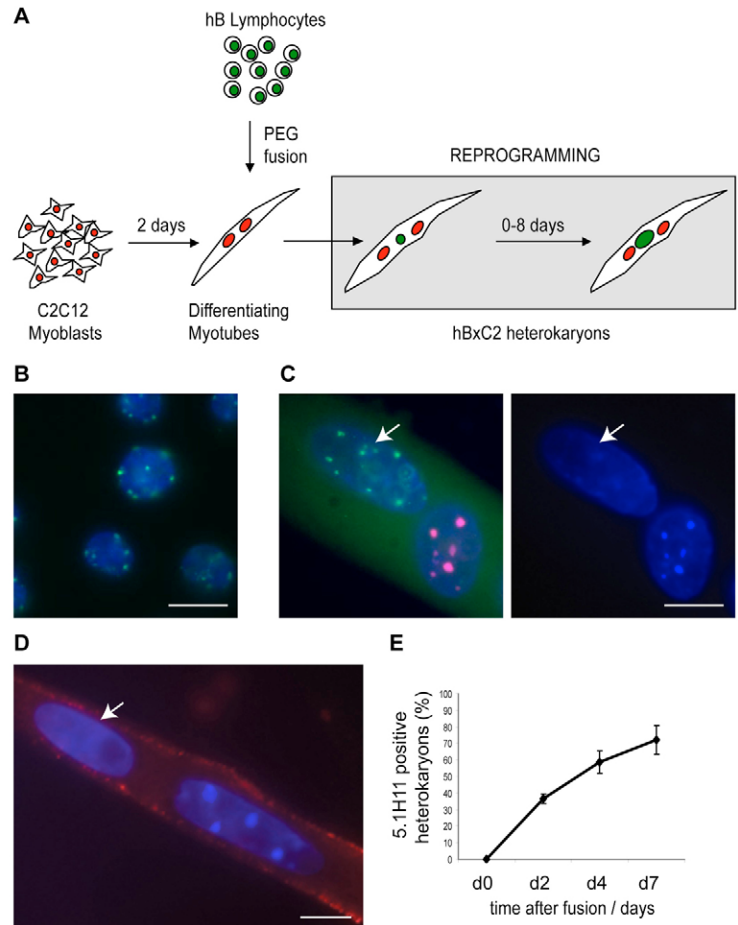 A
hB Lymphocytes
PEG
fusion
REPROGRAMMING
2 days
0-8 days
C2C12
Myoblasts
Differentiating
Myotubes
hBxC2 heterokaryons
B
C
D
E
5.1H11 positive
heterokaryons (%)
100
90
80
70
60
50
40
30
20
10
0
d0 d2 d4 d7
time after fusion / days